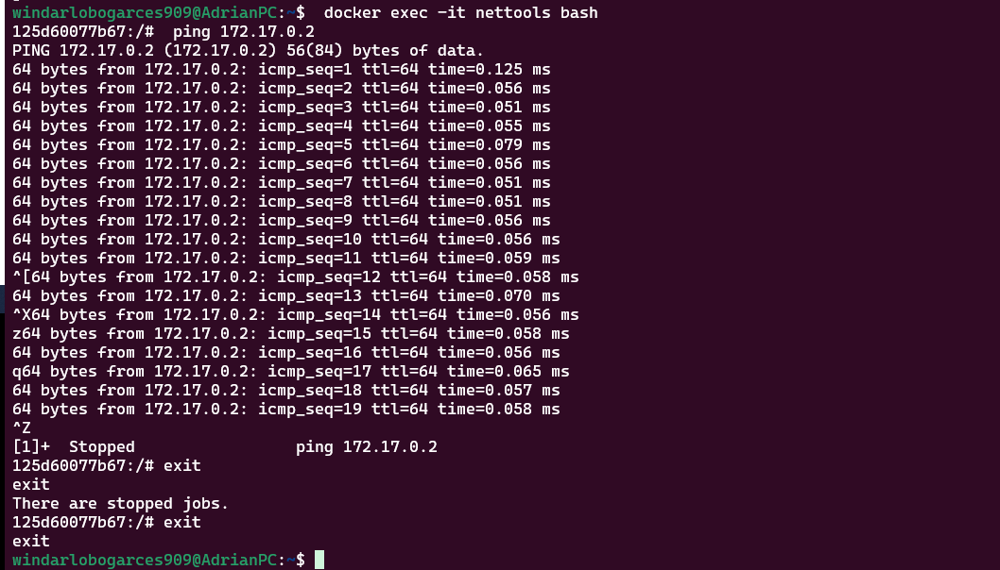 windarlobogarces909@AdrianPC:~$  docker exec -it nettools bash
125d60077b67:/#  ping 172.17.0.2
PING 172.17.0.2 (172.17.0.2) 56(84) bytes of data.
64 bytes from 172.17.0.2: icmp_seq=1 ttl=64 time=0.125 ms
64 bytes from 172.17.0.2: icmp_seq=2 ttl=64 time=0.056 ms
64 bytes from 172.17.0.2: icmp_seq=3 ttl=64 time=0.051 ms
64 bytes from 172.17.0.2: icmp_seq=4 ttl=64 time=0.055 ms
64 bytes from 172.17.0.2: icmp_seq=5 ttl=64 time=0.079 ms
64 bytes from 172.17.0.2: icmp_seq=6 ttl=64 time=0.056 ms
64 bytes from 172.17.0.2: icmp_seq=7 ttl=64 time=0.051 ms
64 bytes from 172.17.0.2: icmp_seq=8 ttl=64 time=0.051 ms
64 bytes from 172.17.0.2: icmp_seq=9 ttl=64 time=0.056 ms
64 bytes from 172.17.0.2: icmp_seq=10 ttl=64 time=0.056 ms
64 bytes from 172.17.0.2: icmp_seq=11 ttl=64 time=0.059 ms
^[64 bytes from 172.17.0.2: icmp_seq=12 ttl=64 time=0.058 ms
64 bytes from 172.17.0.2: icmp_seq=13 ttl=64 time=0.070 ms
^X64 bytes from 172.17.0.2: icmp_seq=14 ttl=64 time=0.056 ms
z64 bytes from 172.17.0.2: icmp_seq=15 ttl=64 time=0.058 ms
64 bytes from 172.17.0.2: icmp_seq=16 ttl=64 time=0.056 ms
q64 bytes from 172.17.0.2: icmp_seq=17 ttl=64 time=0.065 ms
64 bytes from 172.17.0.2: icmp_seq=18 ttl=64 time=0.057 ms
64 bytes from 172.17.0.2: icmp_seq=19 ttl=64 time=0.058 ms
^Z
[1]+  Stopped                 ping 172.17.0.2
125d60077b67:/# exit
exit
There are stopped jobs.
125d60077b67:/# exit
exit
windarlobogarces909@AdrianPC:~$